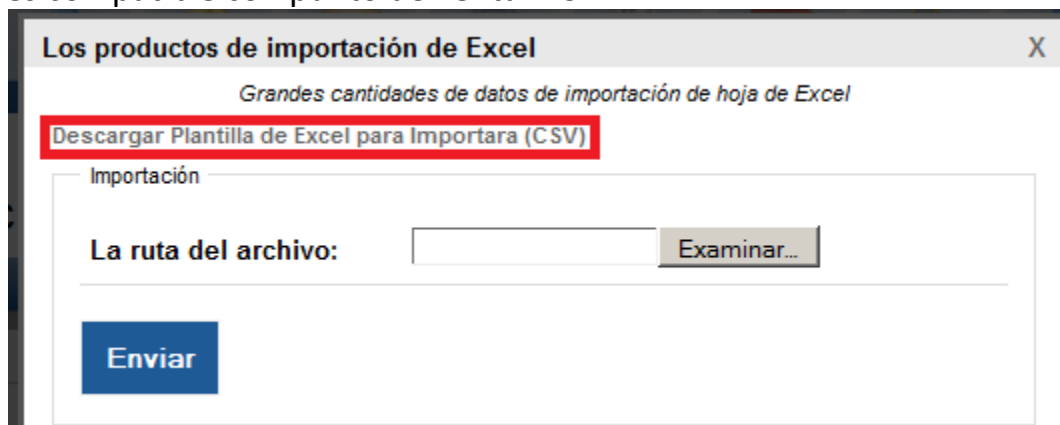 Los productos de importación de Excel X
Grandes cantidades de datos de importación de hoja de Excel
Descargar Plantilla de Excel para Importara (CSV)
Importación
La ruta del archivo: Examinar...
Enviar